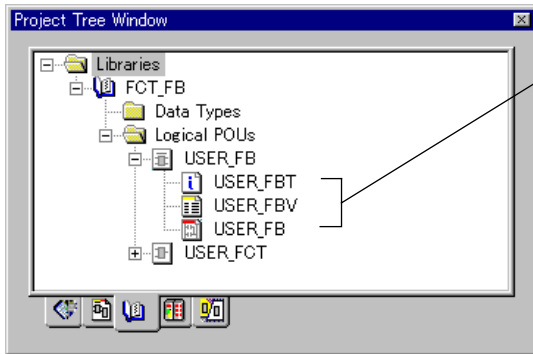 Project Tree Window
Libraries
FCT_FB
Data Types
Logical POUs
USER_FB
USER_FBT
USER_FBV
USER_FB
USER_FCT